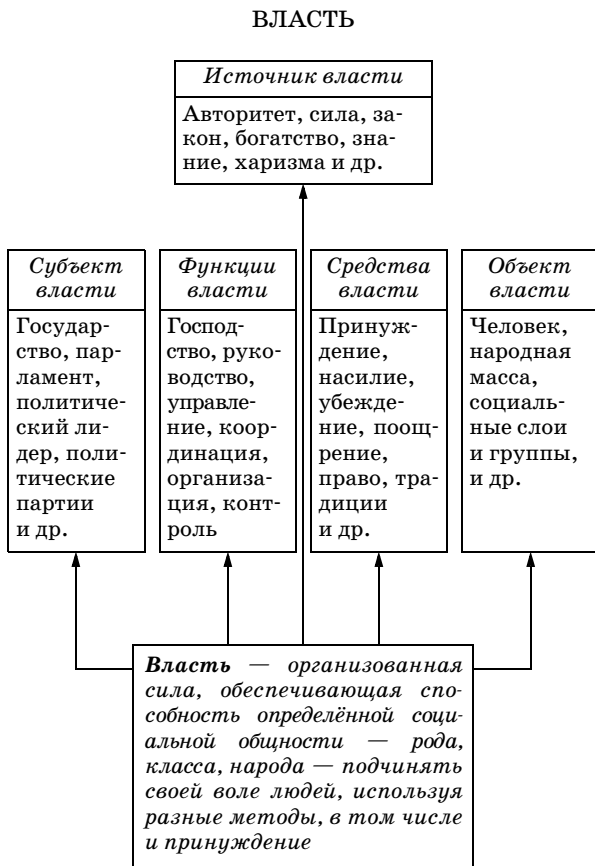 ВЛАСТЬ
Источник власти
Авторитет, сила, за-
кон, богатство, зна-
ние, харизма и др.
Субъект
власти
Государ-
ство, пар-
ламент,
политиче-
ский ли-
дер, поли-
тические
партии
и др.
Функции
власти
Господ-
ство, руко-
водство,
управле-
ние, коор-
динация,
организа-
ция, конт-
роль
Средства
власти
Принуж-
дение,
насилие,
убежде-
ние, поощ-
рение,
право, тра-
диции
и др.
Объект
власти
Человек,
народная
масса,
социаль-
ные слои
и группы,
и др.
Власть — организованная
сила, обеспечивающая спо-
собность определённой соци-
альной общности — рода,
класса, народа — подчинять
своей воле людей, используя
разные методы, в том числе
и принуждение